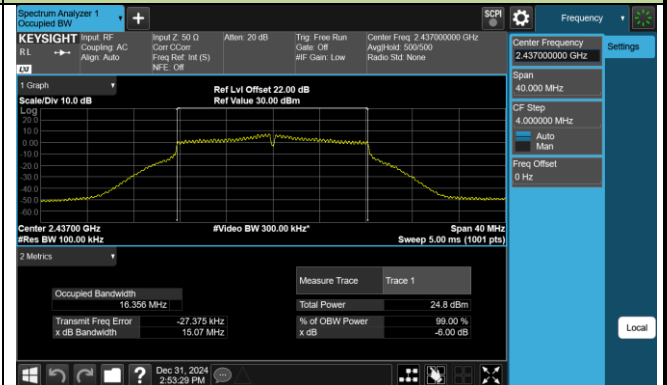 Spectrum Analyzer 1
Occupied BW
+
SCPI
Frequency
KEYSIGHT
RL
LXI
Input: RF
Coupling: AC
Align: Auto
Input Z: 50 Ω
Corr CCorr
Freq Ref: Int (S)
NFE: Off
Atten: 20 dB
Trig: Free Run
Gate: Off
#IF Gain: Low
Center Freq: 2.437000000 GHz
Avg|Hold: 500/500
Radio Std: None
Center Frequency
2.437000000 GHz
Settings
Span
40.000 MHz
CF Step
4.000000 MHz
Auto
Man
Freq Offset
0 Hz
Local
1 Graph
Scale/Div 10.0 dB
Ref Lvl Offset 22.00 dB
Ref Value 30.00 dBm
Log
20.0
10.0
0.00
-10.0
-20.0
-30.0
-40.0
-50.0
-60.0
Center 2.43700 GHz
#Res BW 100.00 kHz
#Video BW 300.00 kHz*
Span 40 MHz
Sweep 5.00 ms (1001 pts)
2 Metrics
Measure Trace
Trace 1
Occupied Bandwidth
16.356 MHz
Total Power
24.8 dBm
Transmit Freq Error
-27.375 kHz
% of OBW Power
99.00 %
x dB Bandwidth
15.07 MHz
x dB
-6.00 dB
?
Dec 31, 2024
2:53:29 PM